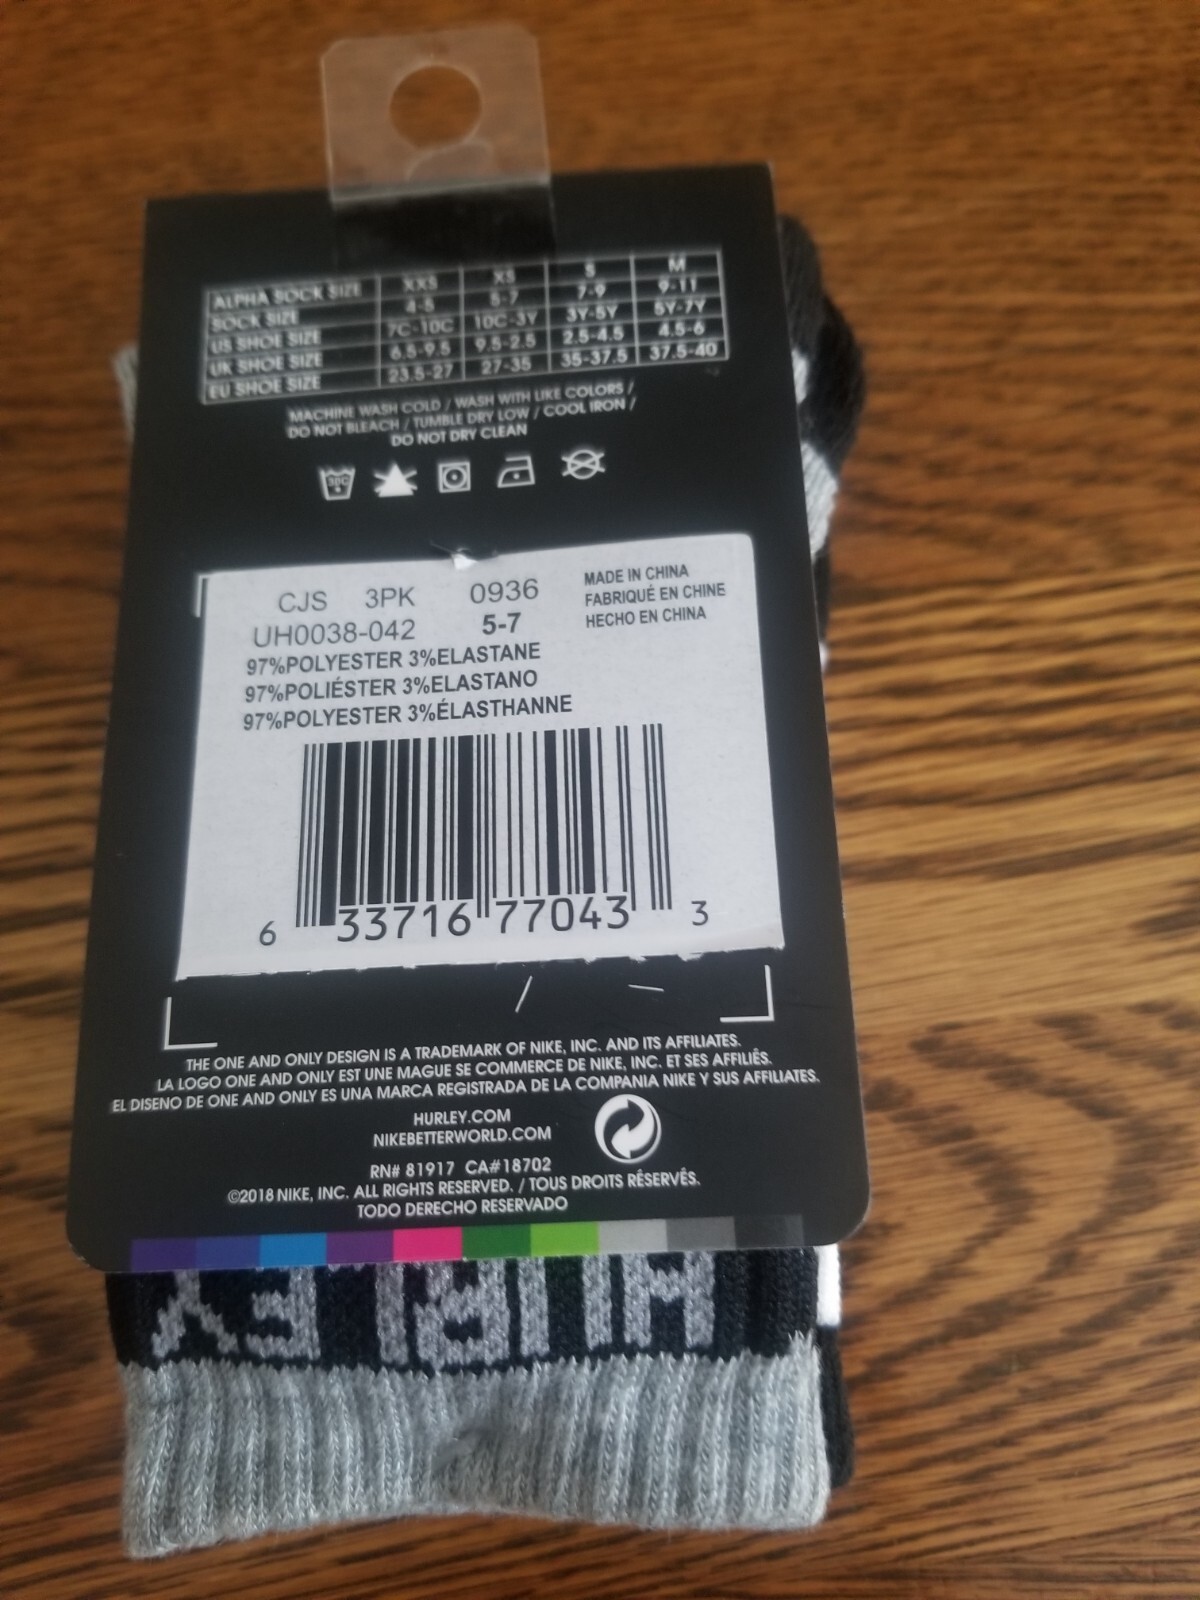 ALPHA SOCK SIZE XXS XS S M
SOCK SIZE 4-5 5-7 7-9 9-11
US SHOE SIZE 7C-10C 10C-3Y 3Y-5Y 5Y-7Y
UK SHOE SIZE 6.5-9.5 9.5-2.5 2.5-4.5 4.5-6
EU SHOE SIZE 23.5-27 27-35 35-37.5 37.5-40
MACHINE WASH COLD / WASH WITH LIKE COLORS /
DO NOT BLEACH / TUMBLE DRY LOW / COOL IRON /
DO NOT DRY CLEAN
30C
CJS 3PK 0936
UH0038-042 5-7
MADE IN CHINA
FABRIQUÉ EN CHINE
HECHO EN CHINA
97%POLYESTER 3%ELASTANE
97%POLIÉSTER 3%ELASTANO
97%POLYESTER 3%ÉLASTHANNE
6 33716 77043 3
THE ONE AND ONLY DESIGN IS A TRADEMARK OF NIKE, INC. AND ITS AFFILIATES.
LA LOGO ONE AND ONLY EST UNE MAGUE SE COMMERCE DE NIKE, INC. ET SES AFFILIÉS.
EL DISENO DE ONE AND ONLY ES UNA MARCA REGISTRADA DE LA COMPANIA NIKE Y SUS AFFILIATES.
HURLEY.COM
NIKEBETTERWORLD.COM
RN# 81917 CA#18702
©2018 NIKE, INC. ALL RIGHTS RESERVED. / TOUS DROITS RÉSERVÉS.
TODO DERECHO RESERVADO
HURLEY